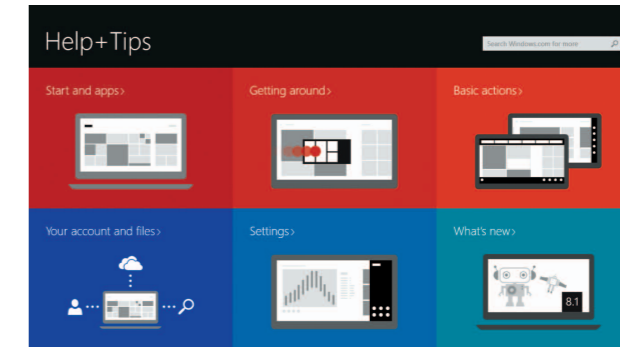 Help+Tips
Search Windows.com for more
Start and apps>
Getting around>
Basic actions>
Your account and files>
Settings>
What's new>
8.1